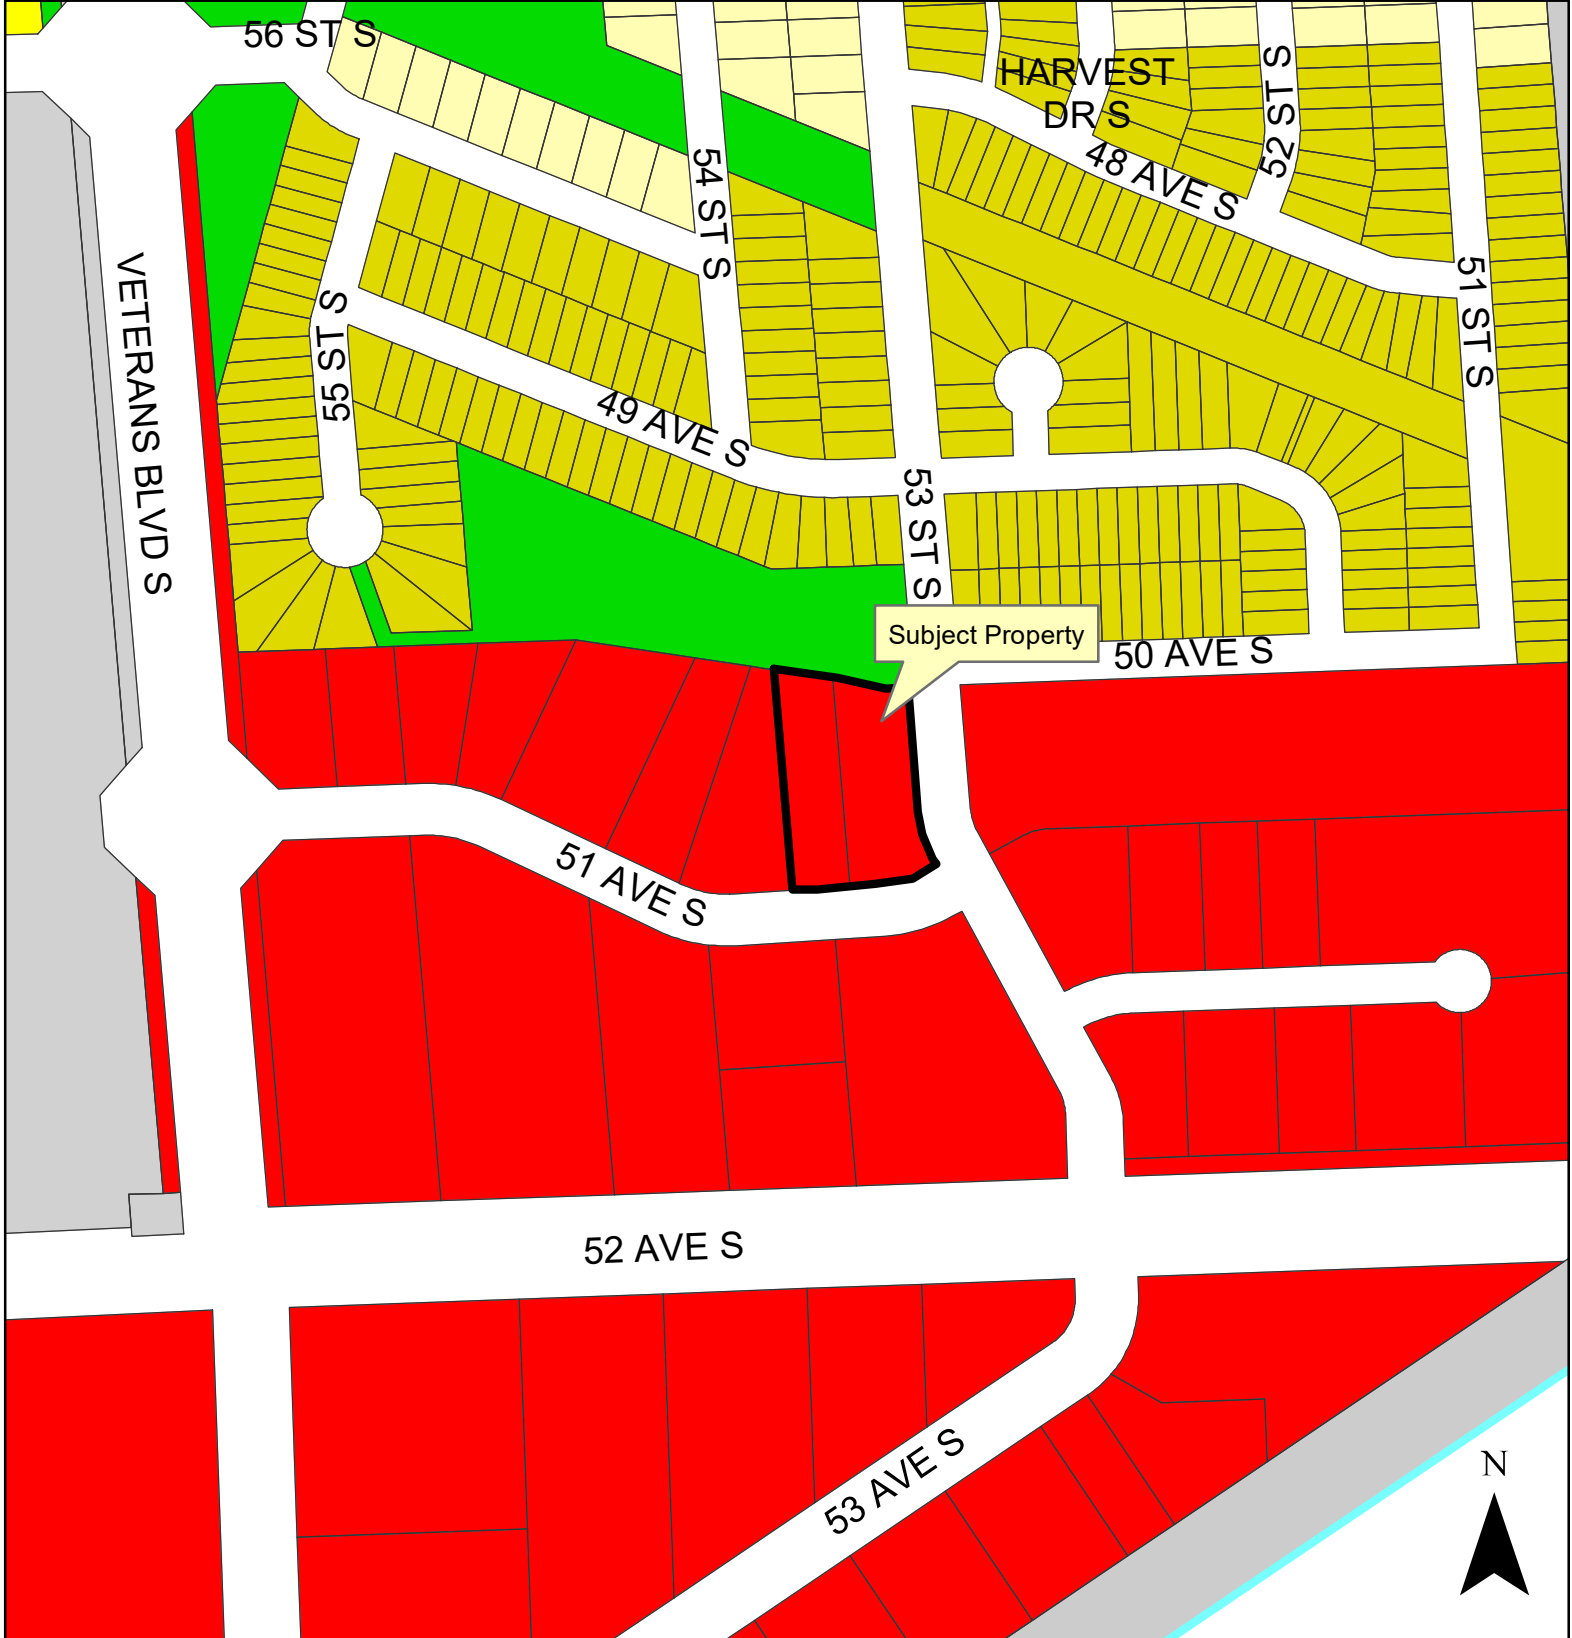 56 ST S
HARVEST
DR S
52 ST S
48 AVE S
54 ST S
51 ST S
VETERANS BLVD S
55 ST S
49 AVE S
53 ST S
Subject Property
50 AVE S
51 AVE S
52 AVE S
53 AVE S
N